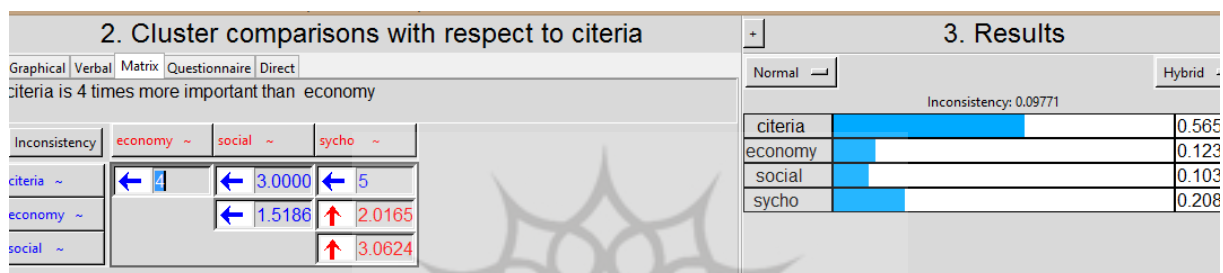 2. Cluster comparisons with respect to citeria
Graphical Verbal Matrix Questionnaire Direct
citeria is 4 times more important than economy
Inconsistency economy ~ social ~ sycho ~
citeria ~ 4 3.0000 5
economy ~ 1.5186 2.0165
social ~ 3.0624
+ 3. Results
Normal Hybrid
Inconsistency: 0.09771
citeria 0.565
economy 0.123
social 0.103
sycho 0.208